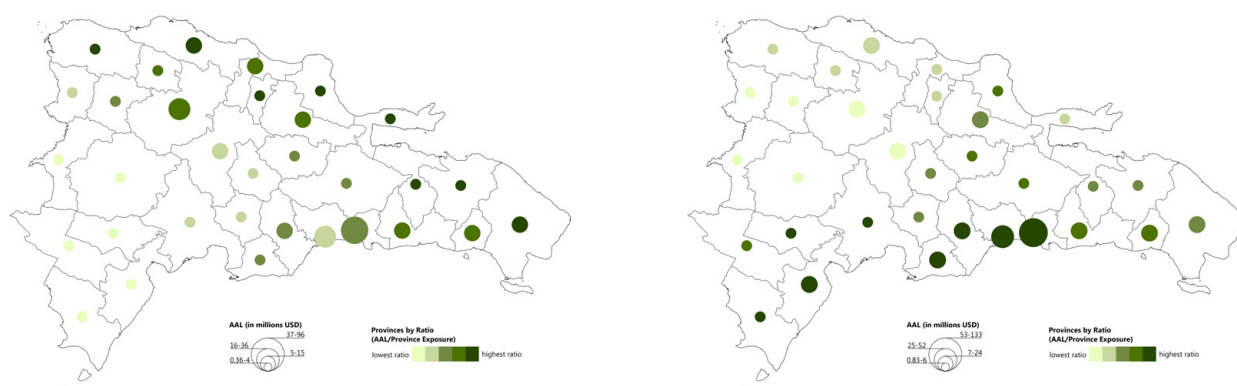 AAL (in millions USD)
37-96
16-36
5-15
0.36-4
Provinces by Ratio
(AAL/Province Exposure)
lowest ratio
highest ratio
AAL (in millions USD)
53-133
25-52
7-24
0.83-6
Provinces by Ratio
(AAL/Province Exposure)
lowest ratio
highest ratio